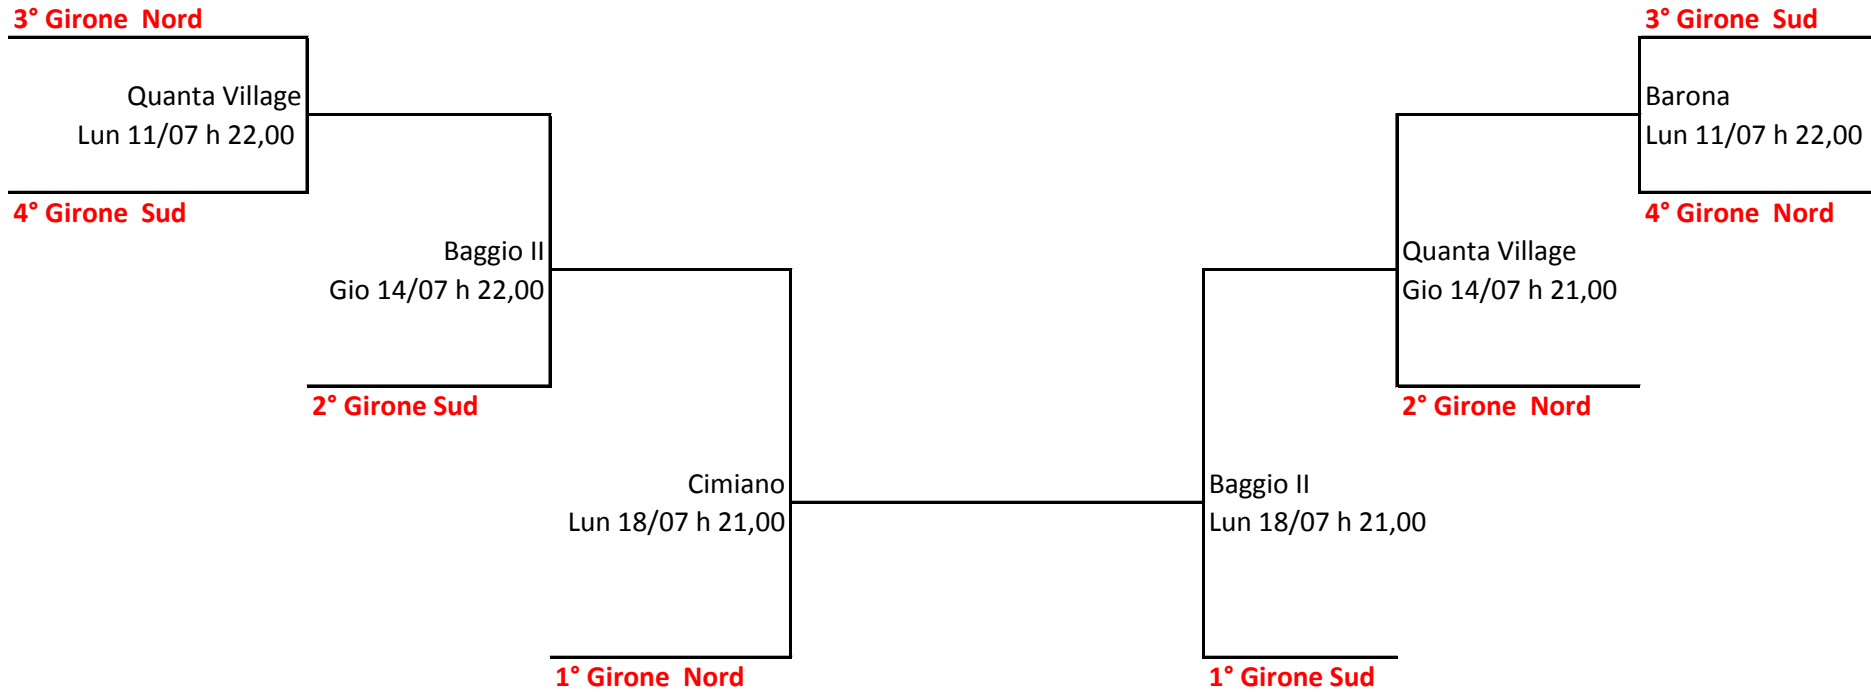 3° Girone  Nord
3° Girone  Sud
Quanta Village
Lun 11/07 h 22,00
Barona
Lun 11/07 h 22,00
4° Girone  Sud
4° Girone  Nord
Baggio II
Gio 14/07 h 22,00
Quanta Village
Gio 14/07 h 21,00
2° Girone Sud
2° Girone  Nord
Cimiano
Lun 18/07 h 21,00
Baggio II
Lun 18/07 h 21,00
1° Girone  Nord
1° Girone Sud